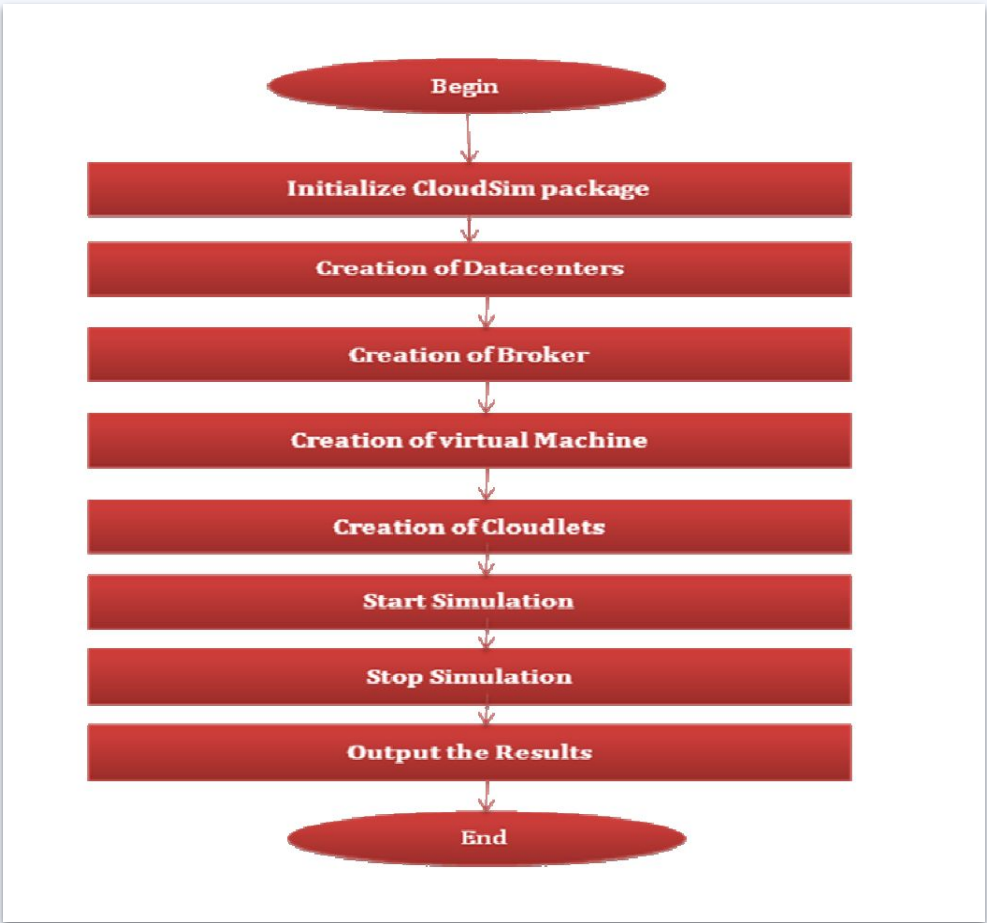 Begin
Initialize CloudSim package
Creation of Datacenters
Creation of Broker
Creation of virtual Machine
Creation of Cloudlets
Start Simulation
Stop Simulation
Output the Results
End